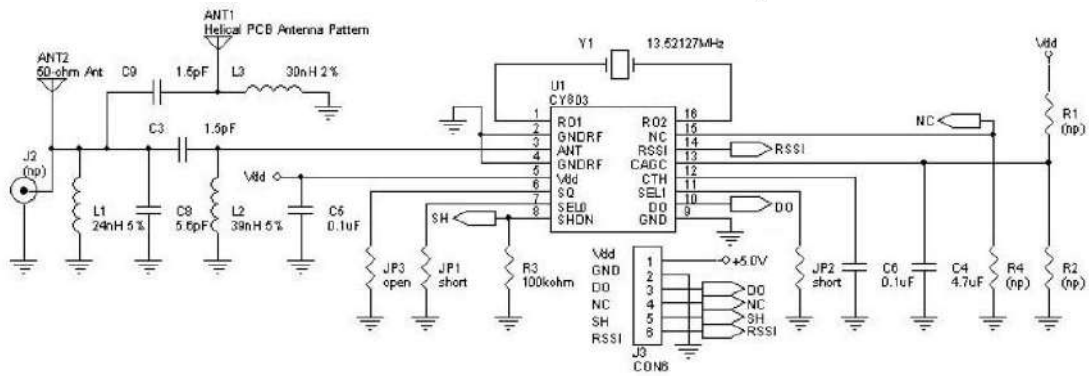 ANT1
Helical PCB Antenna Pattern
ANT2
50-ohm Ant
C9
1.5pF
L3
30nH 2%
Y1
13.52127MHz
Vdd
U1
CY803
1
RO1
2
GNDRF
3
ANT
4
GNDRF
5
Vdd
6
SQ
7
SEL0
8
SHDN
RO2
16
NC
15
RSSI
14
CAGC
13
CTH
12
SEL1
11
DO
10
GND
9
NC
R1
(np)
RSSI
DO
C3
1.5pF
J2
(np)
Vdd
SH
L1
24nH 5%
C8
5.6pF
L2
39nH 5%
C5
0.1uF
JP3
open
JP1
short
R3
100kohm
Vdd
GND
DO
NC
SH
RSSI
1
2
3
4
5
6
+5.0V
DO
NC
SH
RSSI
J3
CON6
JP2
short
C6
0.1uF
C4
4.7uF
R4
(np)
R2
(np)